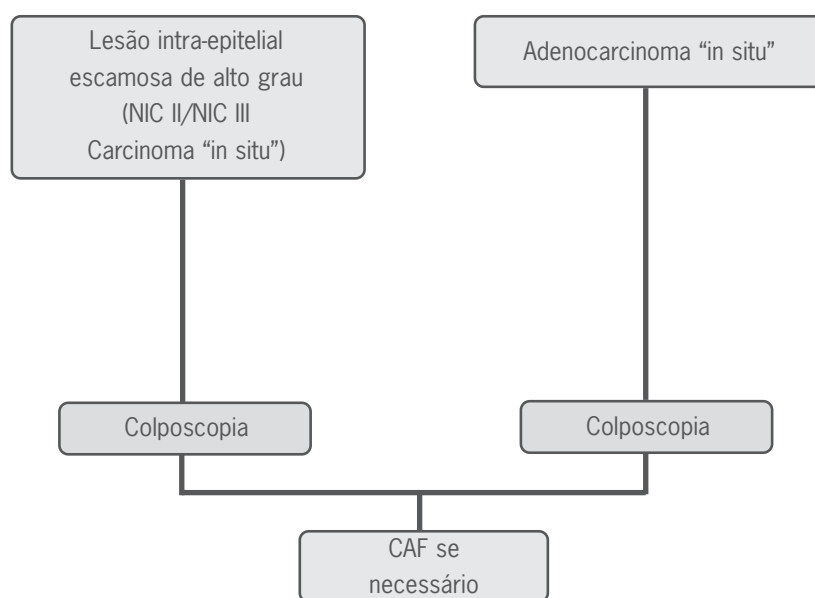 Lesão intra-epitelial
escamosa de alto grau
(NIC II/NIC III
Carcinoma “in situ”)
Adenocarcinoma “in situ”
Colposcopia
Colposcopia
CAF se
necessário